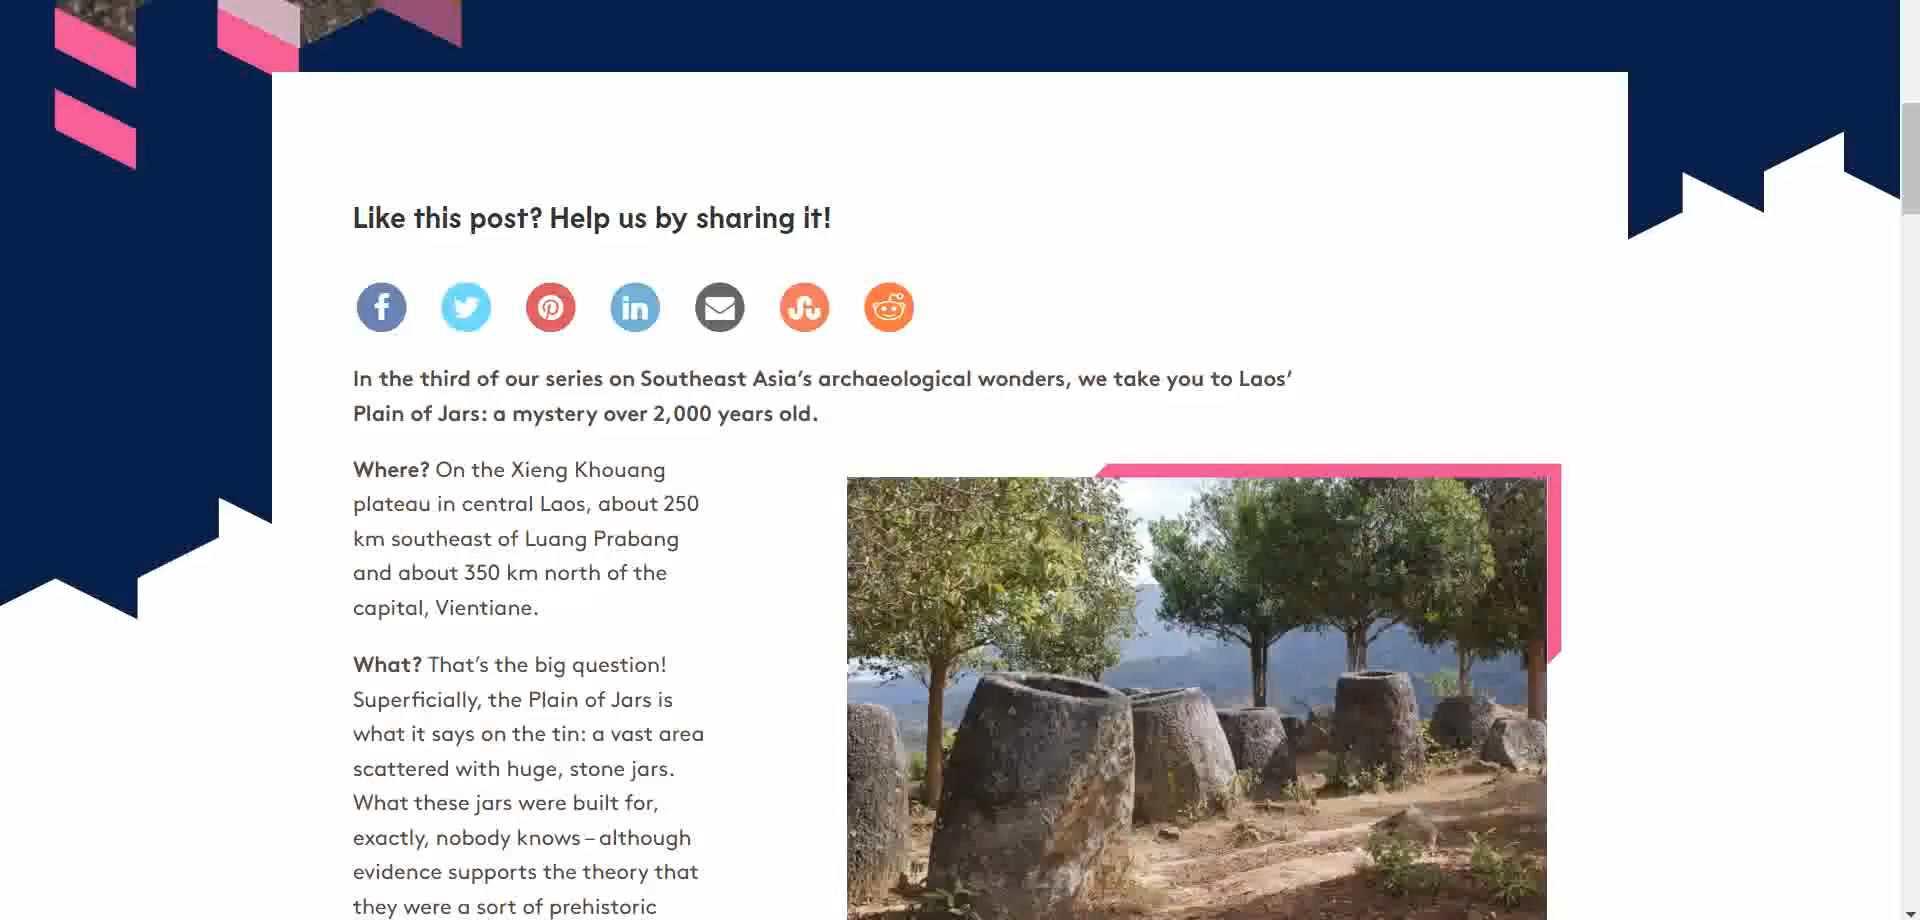 Like this post? Help us by sharing it!
In the third of our series on Southeast Asia’s archaeological wonders, we take you to Laos’
Plain of Jars: a mystery over 2,000 years old.
Where? On the Xieng Khouang
plateau in central Laos, about 250
km southeast of Luang Prabang
and about 350 km north of the
capital, Vientiane.
What? That’s the big question!
Superficially, the Plain of Jars is
what it says on the tin: a vast area
scattered with huge, stone jars.
What these jars were built for,
exactly, nobody knows – although
evidence supports the theory that
they were a sort of prehistoric